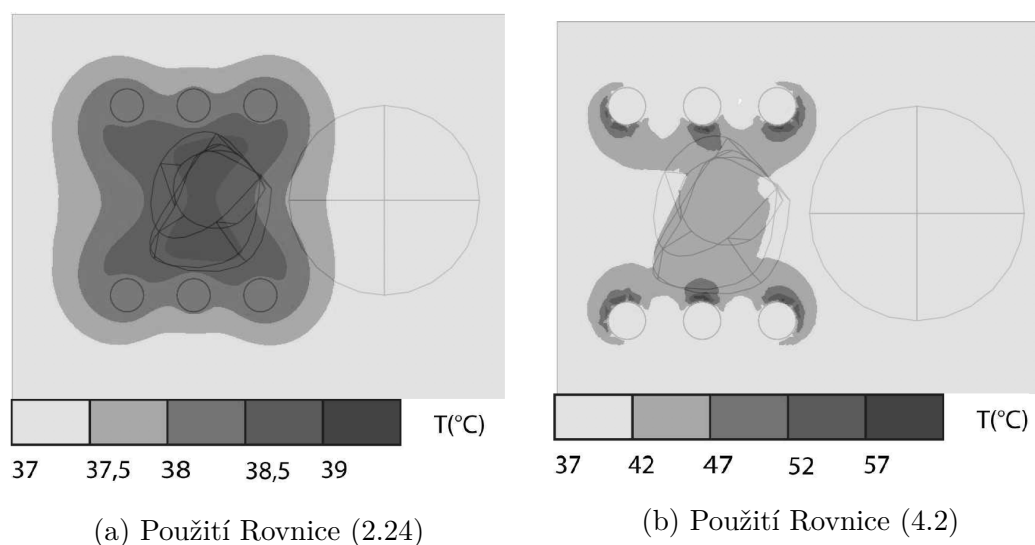 T(°C)
37 37,5 38 38,5 39
(a) Použití Rovnice (2.24)
T(°C)
37 42 47 52 57
(b) Použití Rovnice (4.2)